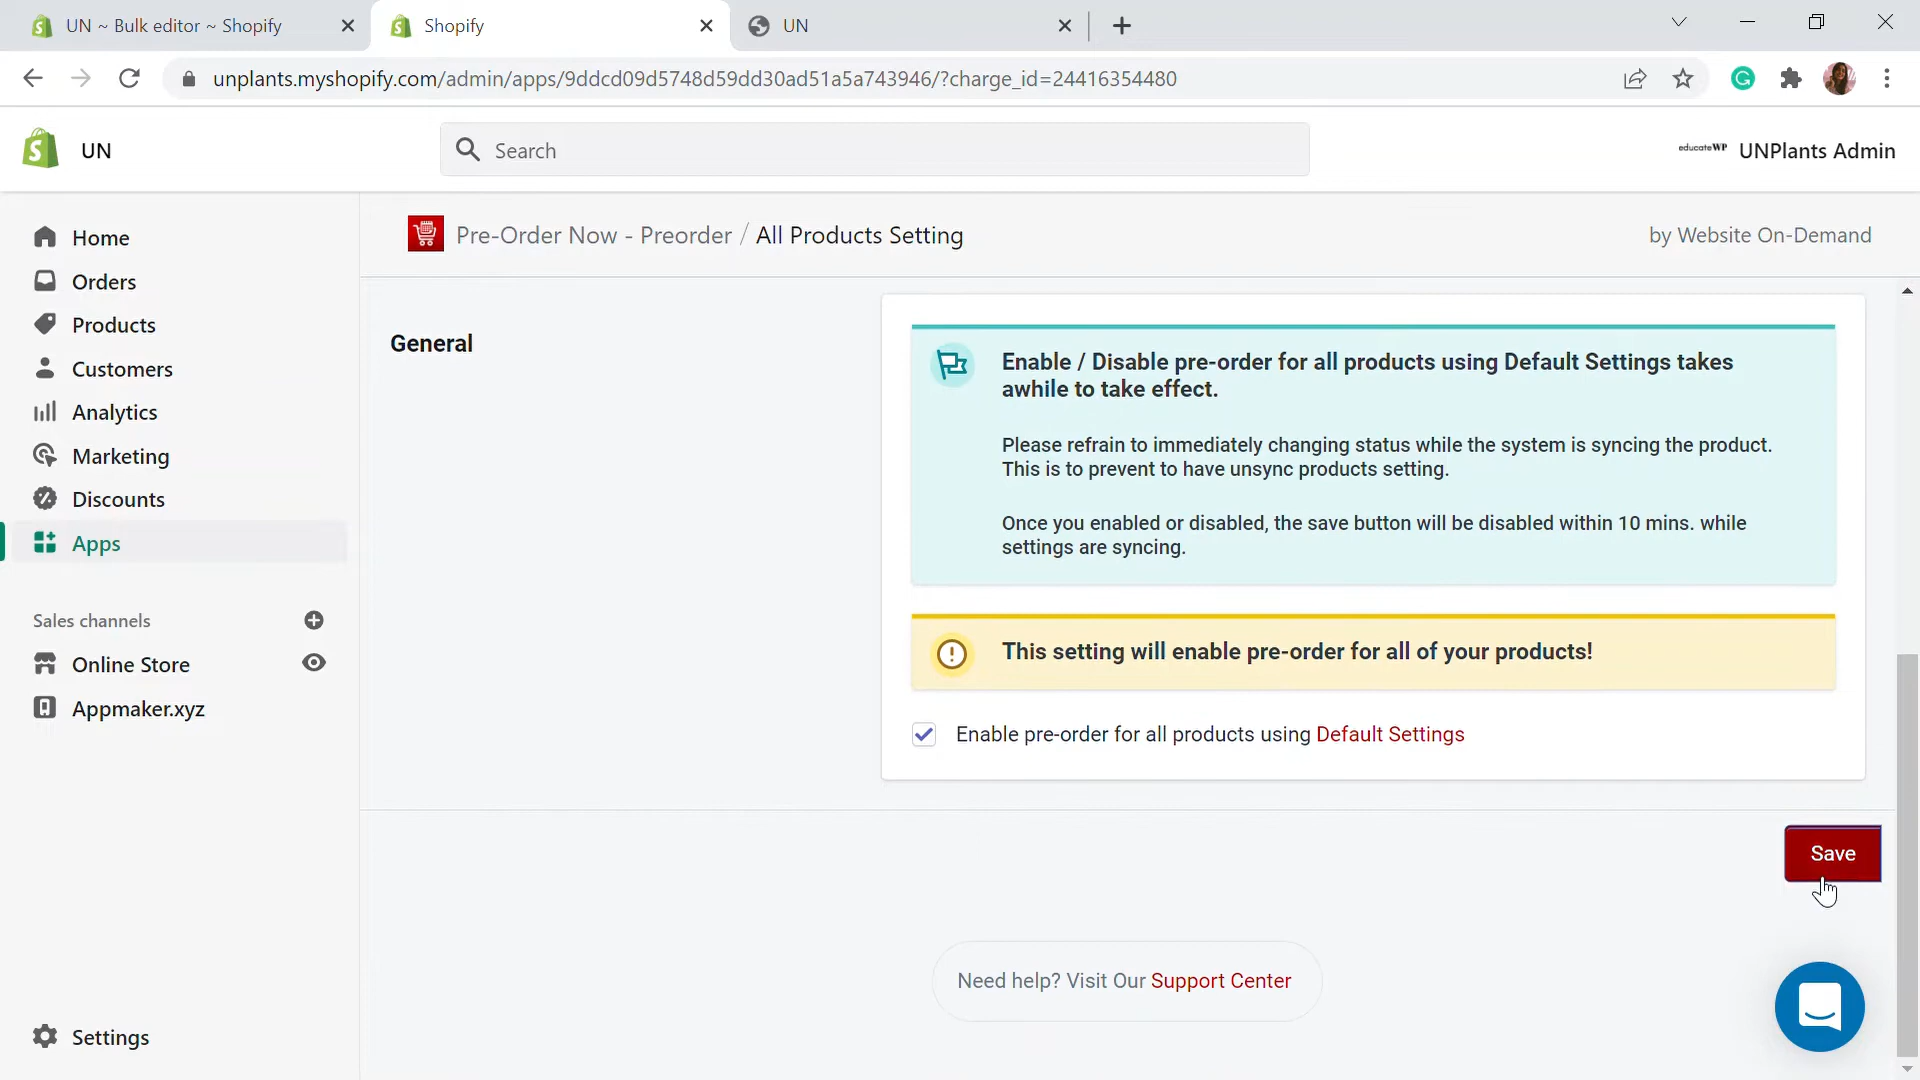 UN ~ Bulk editor ~ Shopify
Shopify
UN
unplants.myshopify.com/admin/apps/9ddcd09d5748d59dd30ad51a5a743946/?charge_id=24416354480
UN
Search
educateWP UNPlants Admin
Home
Orders
Products
Customers
Analytics
Marketing
Discounts
Apps
Sales channels
Online Store
Appmaker.xyz
Settings
Pre-Order Now - Preorder / All Products Setting
by Website On-Demand
General
Enable / Disable pre-order for all products using Default Settings takes
awhile to take effect.
Please refrain to immediately changing status while the system is syncing the product.
This is to prevent to have unsync products setting.
Once you enabled or disabled, the save button will be disabled within 10 mins. while
settings are syncing.
This setting will enable pre-order for all of your products!
Enable pre-order for all products using Default Settings
Save
Need help? Visit Our Support Center